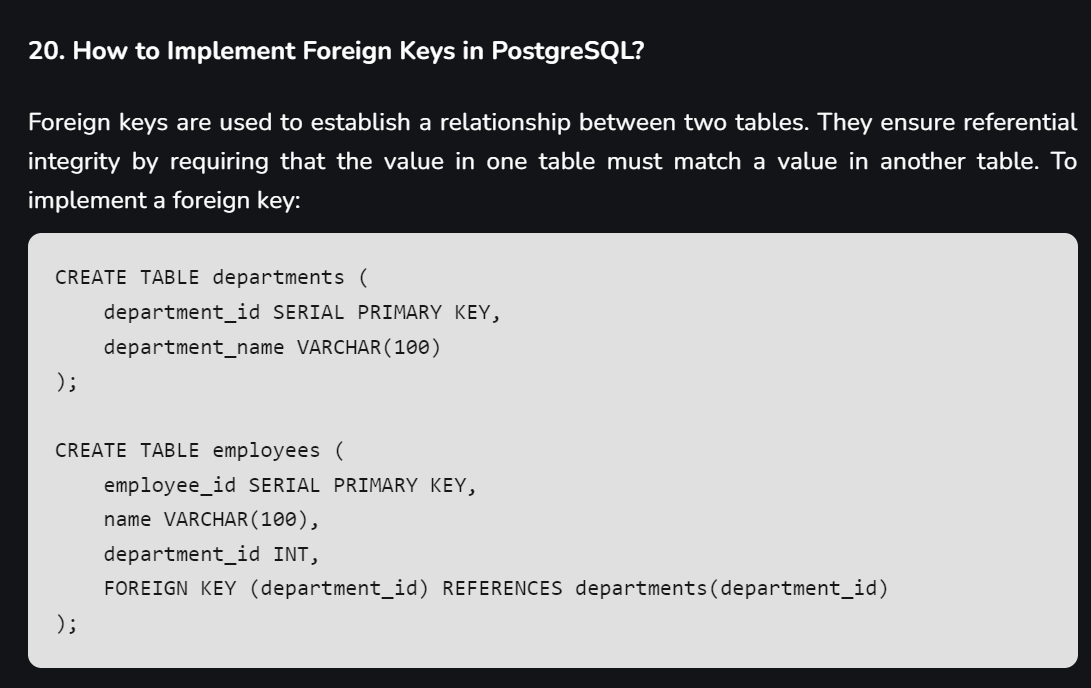 20. How to Implement Foreign Keys in PostgreSQL?
Foreign keys are used to establish a relationship between two tables. They ensure referential
integrity by requiring that the value in one table must match a value in another table. To
implement a foreign key:
CREATE TABLE departments (
    department_id SERIAL PRIMARY KEY,
    department_name VARCHAR(100)
);
CREATE TABLE employees (
    employee_id SERIAL PRIMARY KEY,
    name VARCHAR(100),
    department_id INT,
    FOREIGN KEY (department_id) REFERENCES departments(department_id)
);